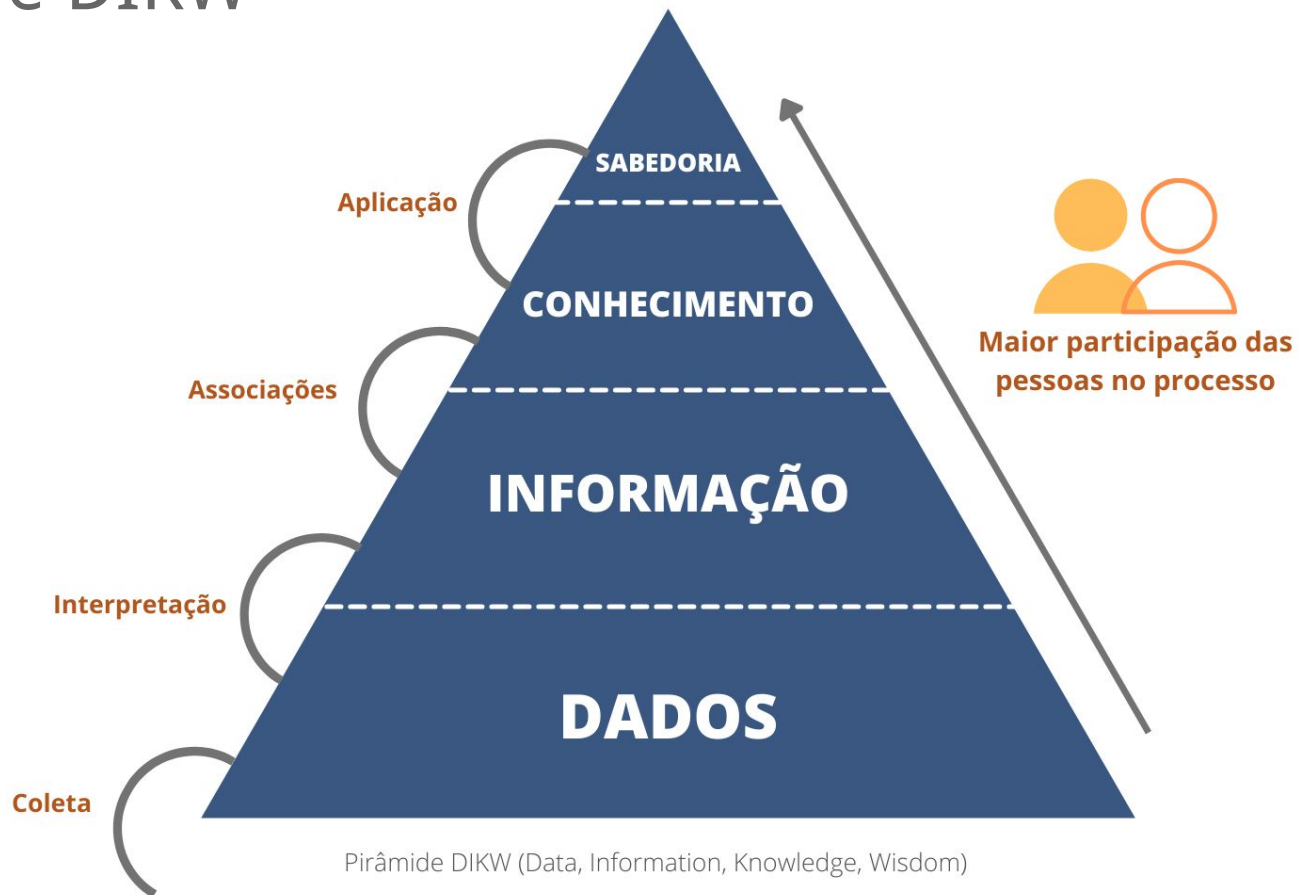 e DIKW
SABEDORIA
Aplicação
CONHECIMENTO
Maior participação das
pessoas no processo
Associações
INFORMAÇÃO
Interpretação
DADOS
Coleta
Pirâmide DIKW (Data, Information, Knowledge, Wisdom)